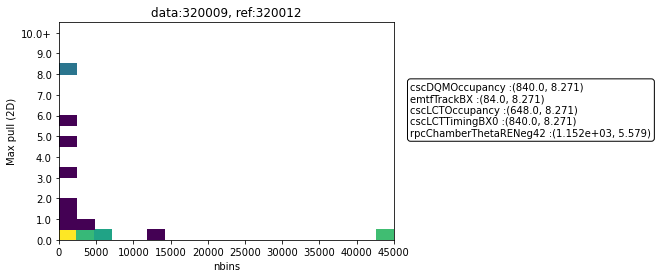 data:320009, ref:320012
10.0+
9.0
8.0
7.0
6.0
5.0
4.0
3.0
2.0
1.0
0.0
Max pull (2D)
0 5000 10000 15000 20000 25000 30000 35000 40000 45000
nbins
cscDQMOccupancy :(840.0, 8.271)
emtfTrackBX :(84.0, 8.271)
cscLCTOccupancy :(648.0, 8.271)
cscLCTTimingBX0 :(840.0, 8.271)
rpcChamberThetaRENeg42 :(1.152e+03, 5.579)